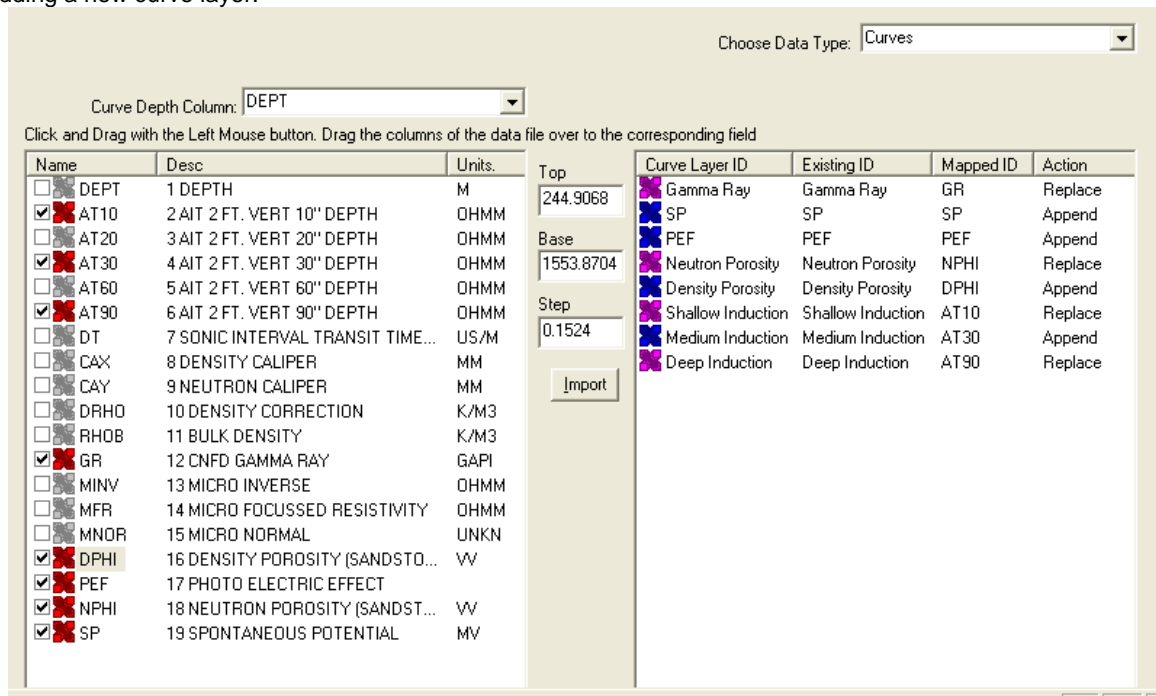 adding a new curve layer.
Choose Data Type: Curves
Curve Depth Column: DEPT
Click and Drag with the Left Mouse button. Drag the columns of the data file over to the corresponding field
Name Desc Units.
DEPT 1 DEPTH M
AT10 2 AIT 2 FT. VERT 10" DEPTH OHMM
AT20 3 AIT 2 FT. VERT 20" DEPTH OHMM
AT30 4 AIT 2 FT. VERT 30" DEPTH OHMM
AT60 5 AIT 2 FT. VERT 60" DEPTH OHMM
AT90 6 AIT 2 FT. VERT 90" DEPTH OHMM
DT 7 SONIC INTERVAL TRANSIT TIME... US/M
CAX 8 DENSITY CALIPER MM
CAY 9 NEUTRON CALIPER MM
DRHO 10 DENSITY CORRECTION K/M3
RHOB 11 BULK DENSITY K/M3
GR 12 CNFD GAMMA RAY GAPI
MINV 13 MICRO INVERSE OHMM
MFR 14 MICRO FOCUSSED RESISTIVITY OHMM
MNOR 15 MICRO NORMAL UNKN
DPHI 16 DENSITY POROSITY (SANDSTO... VV
PEF 17 PHOTO ELECTRIC EFFECT
NPHI 18 NEUTRON POROSITY (SANDST... VV
SP 19 SPONTANEOUS POTENTIAL MV
Top
244.9068
Base
1553.8704
Step
0.1524
Import
Curve Layer ID Existing ID Mapped ID Action
Gamma Ray Gamma Ray GR Replace
SP SP SP Append
PEF PEF PEF Append
Neutron Porosity Neutron Porosity NPHI Replace
Density Porosity Density Porosity DPHI Append
Shallow Induction Shallow Induction AT10 Replace
Medium Induction Medium Induction AT30 Append
Deep Induction Deep Induction AT90 Replace